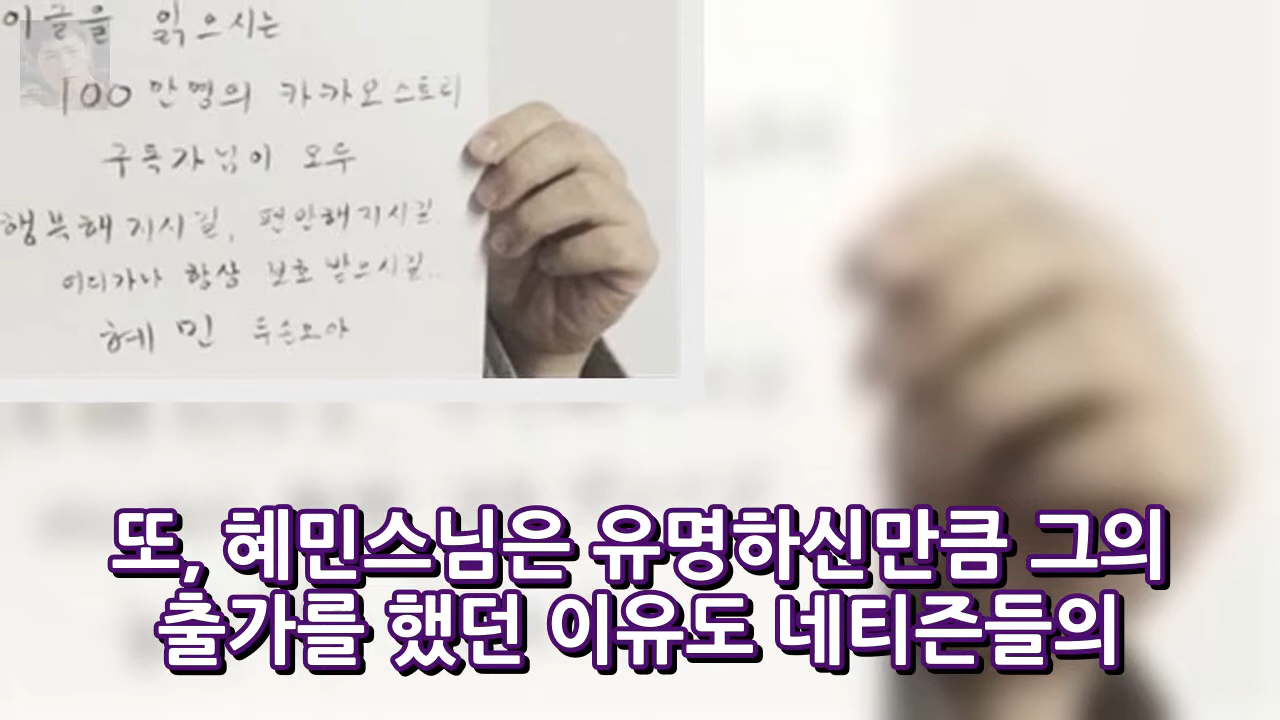 이글을 읽으시는
100만명의 카카오스토리
구독가님이 모두
행복해지시길, 편안해지시길
어디가나 항상 보호 받으시길..
혜민 두손모아
또, 혜민스님은 유명하신만큼 그의
출가를 했던 이유도 네티즌들의